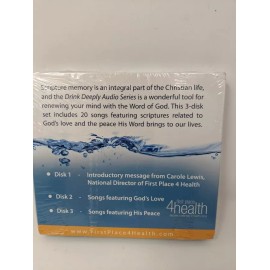 Scripture memory is an integral part of the Christian life,
and the Drink Deeply Audio Series is a wonderful tool for
renewing your mind with the Word of God. This 3-disk
set includes 20 songs featuring scriptures related to
God's love and the peace His Word brings to our lives.
Disk 1 - Introductory message from Carole Lewis,
National Director of First Place 4 Health
Disk 2 - Songs featuring God's Love
Disk 3 - Songs featuring His Peace
first place
4health
www.FirstPlace4Health.com